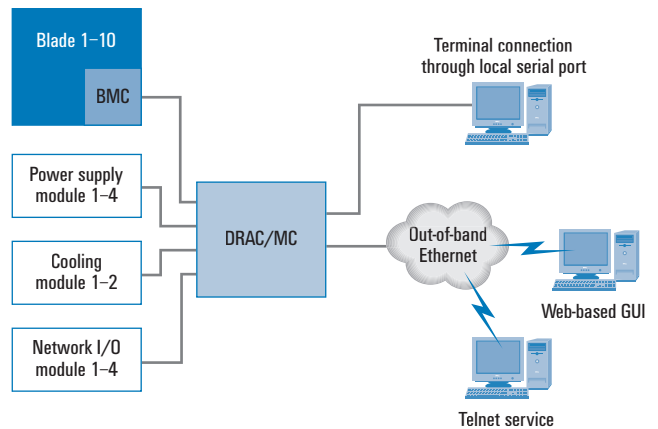 Blade 1–10
BMC
Power supply
module 1–4
Cooling
module 1–2
Network I/O
module 1–4
DRAC/MC
Terminal connection
through local serial port
Out-of-band
Ethernet
Web-based GUI
Telnet service